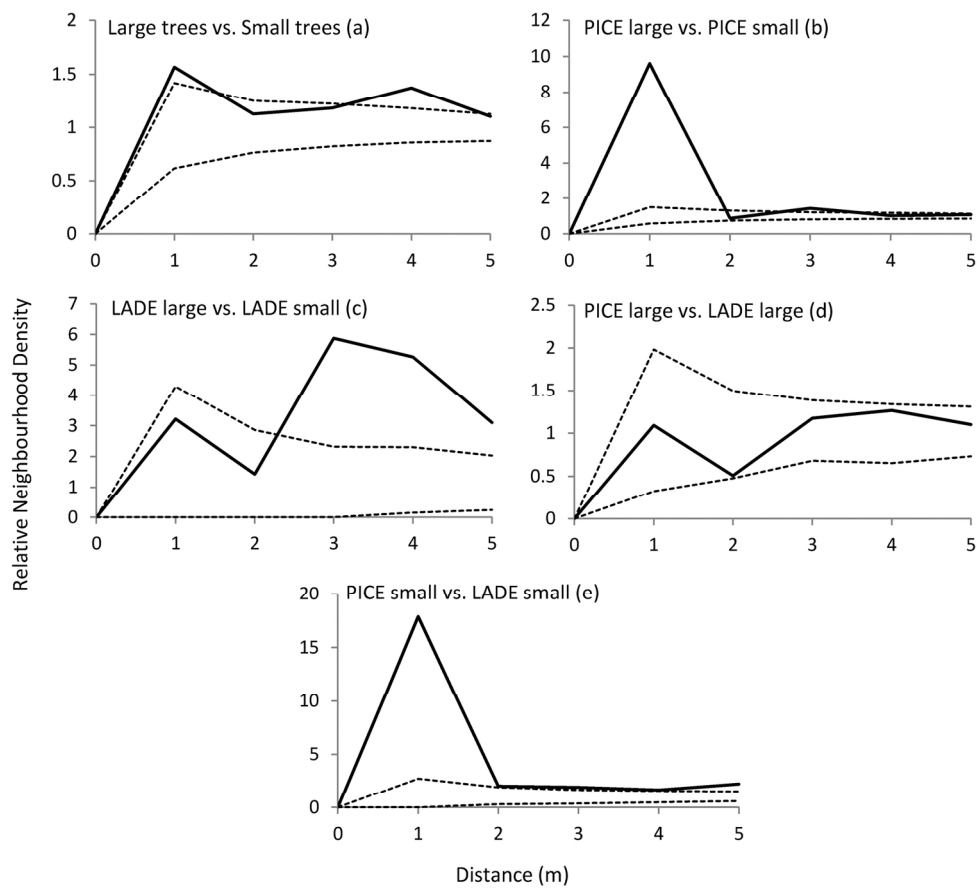 Large trees vs. Small trees (a)
2
1.5
1
0.5
0
0 1 2 3 4 5
PICE large vs. PICE small (b)
12
10
8
6
4
2
0
0 1 2 3 4 5
LADE large vs. LADE small (c)
7
6
5
4
3
2
1
0
0 1 2 3 4 5
PICE large vs. LADE large (d)
2.5
2
1.5
1
0.5
0
0 1 2 3 4 5
PICE small vs. LADE small (e)
20
15
10
5
0
0 1 2 3 4 5
Relative Neighbourhood Density
Distance (m)